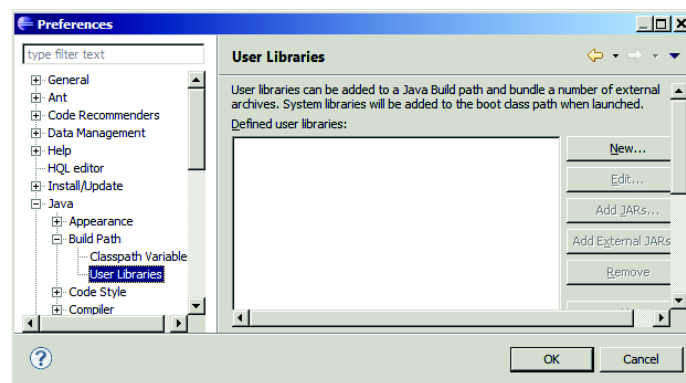 Preferences
type filter text
General
Ant
Code Recommenders
Data Management
Help
HQL editor
Install/Update
Java
Appearance
Build Path
Classpath Variable
User Libraries
Code Style
Compiler
User Libraries
User libraries can be added to a Java Build path and bundle a number of external
archives. System libraries will be added to the boot class path when launched.
Defined user libraries:
New...
Edit...
Add JARs...
Add External JARs
Remove
?
OK
Cancel